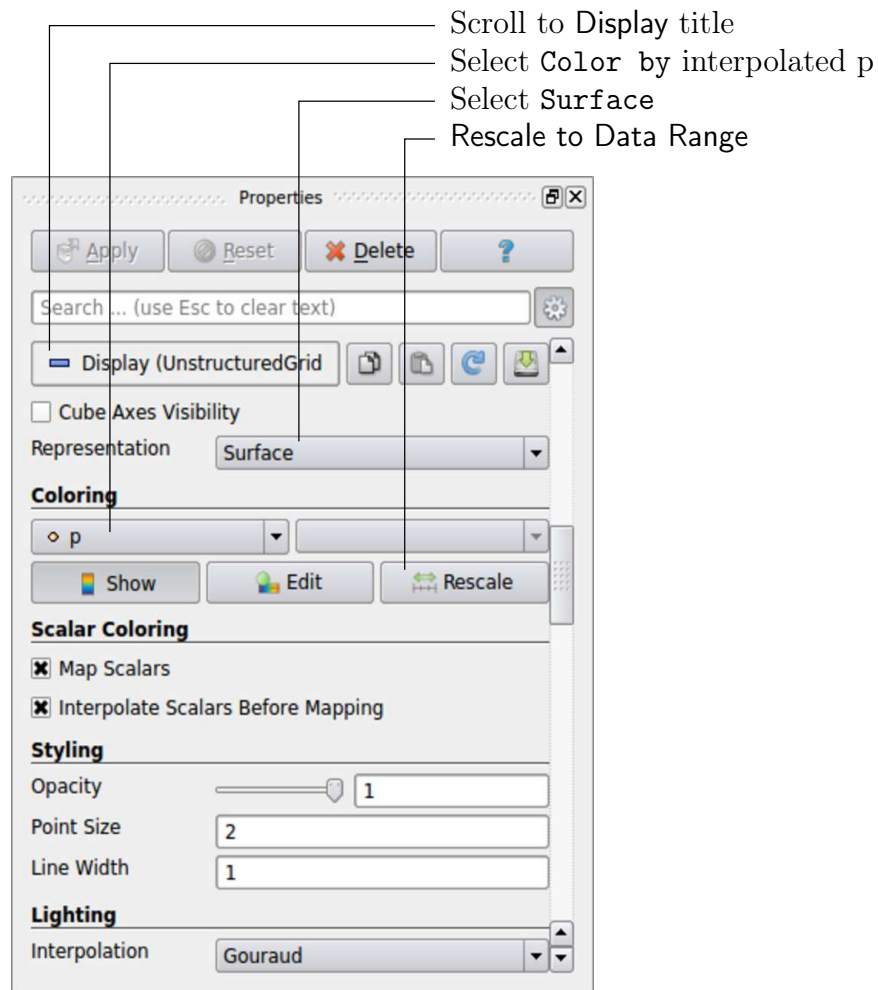 Scroll to Display title
Select Color by interpolated p
Select Surface
Rescale to Data Range
Properties
Apply Reset Delete ?
Search ... (use Esc to clear text)
Display (UnstructuredGrid
Cube Axes Visibility
Representation Surface
Coloring
p
Show Edit Rescale
Scalar Coloring
Map Scalars
Interpolate Scalars Before Mapping
Styling
Opacity 1
Point Size 2
Line Width 1
Lighting
Interpolation Gouraud